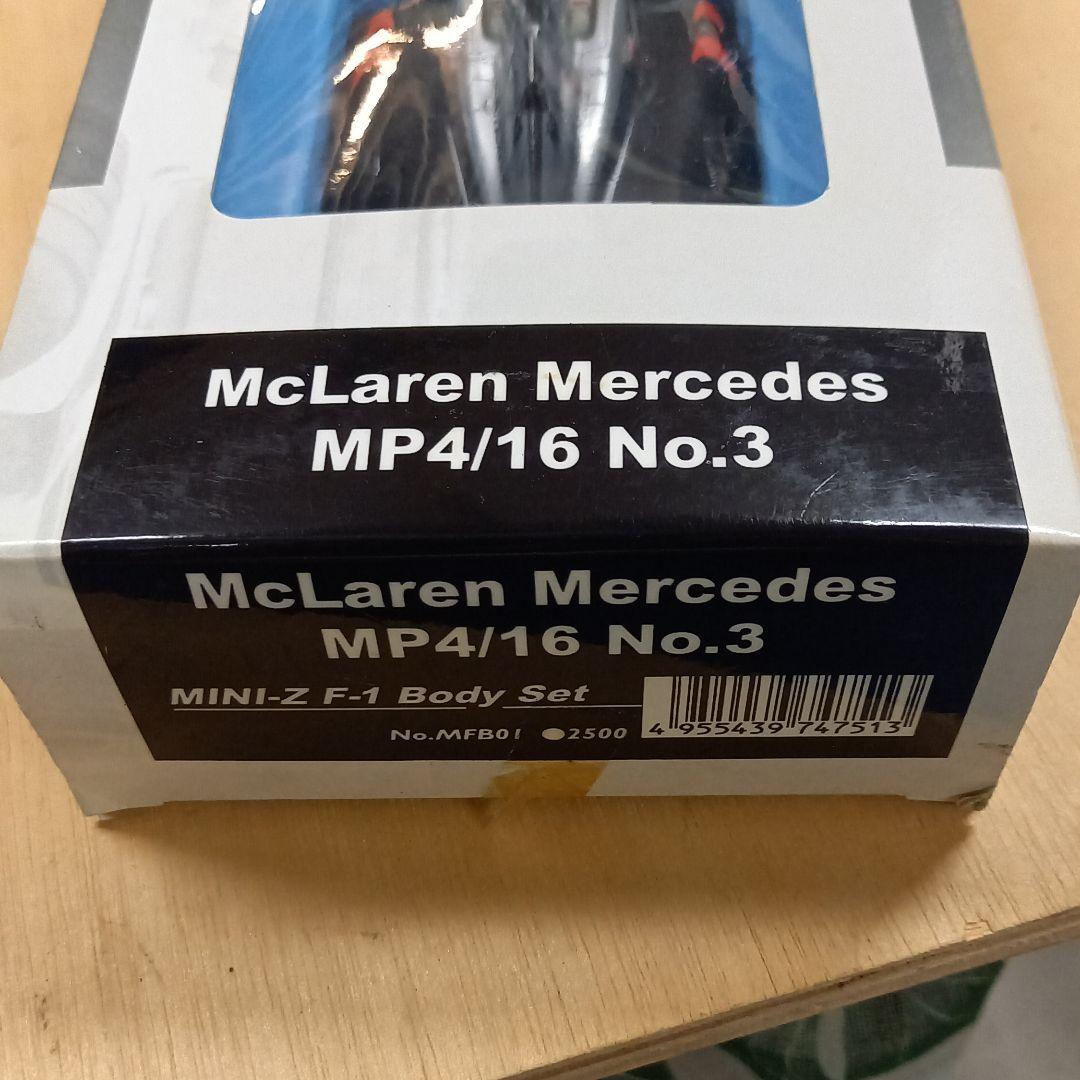 McLaren Mercedes
MP4/16 No.3
McLaren Mercedes
MP4/16 No.3
MINI-Z F-1 Body Set
No.MFB01 ●2500
4 955439 747513